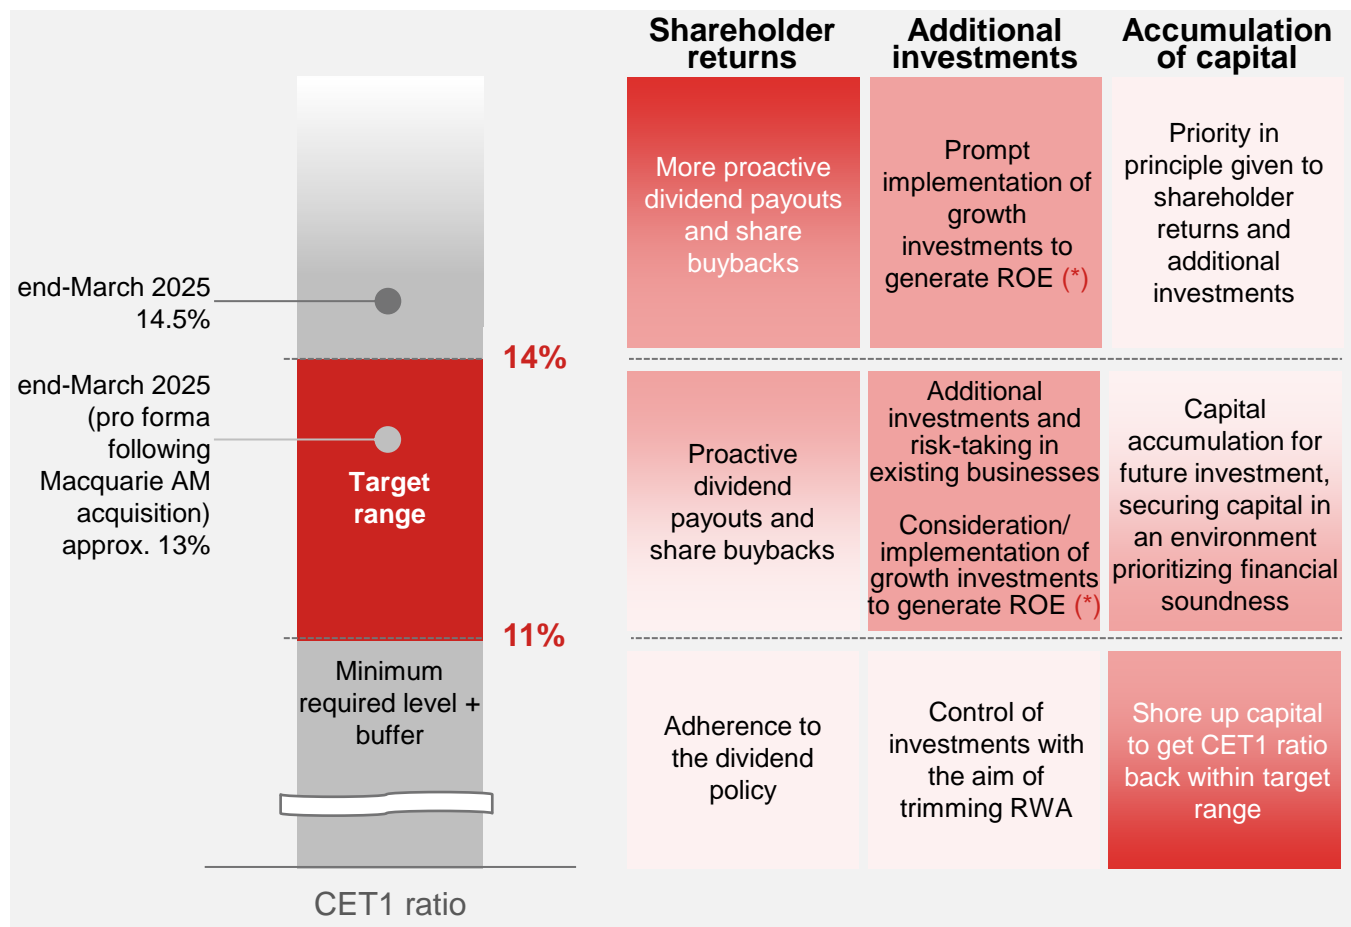 Shareholder
returns
Additional
investments
Accumulation
of capital
More proactive
dividend payouts
and share
buybacks
Prompt
implementation of
growth
investments to
generate ROE (*)
Priority in
principle given to
shareholder
returns and
additional
investments
end-March 2025
14.5%
14%
end-March 2025
(pro forma
following
Macquarie AM
acquisition)
approx. 13%
Target
range
Proactive
dividend
payouts and
share buybacks
Additional
investments and
risk-taking in
existing businesses
Consideration/
implementation of
growth investments
to generate ROE (*)
Capital
accumulation for
future investment,
securing capital in
an environment
prioritizing financial
soundness
11%
Minimum
required level +
buffer
Adherence to
the dividend
policy
Control of
investments with
the aim of
trimming RWA
Shore up capital
to get CET1 ratio
back within target
range
CET1 ratio